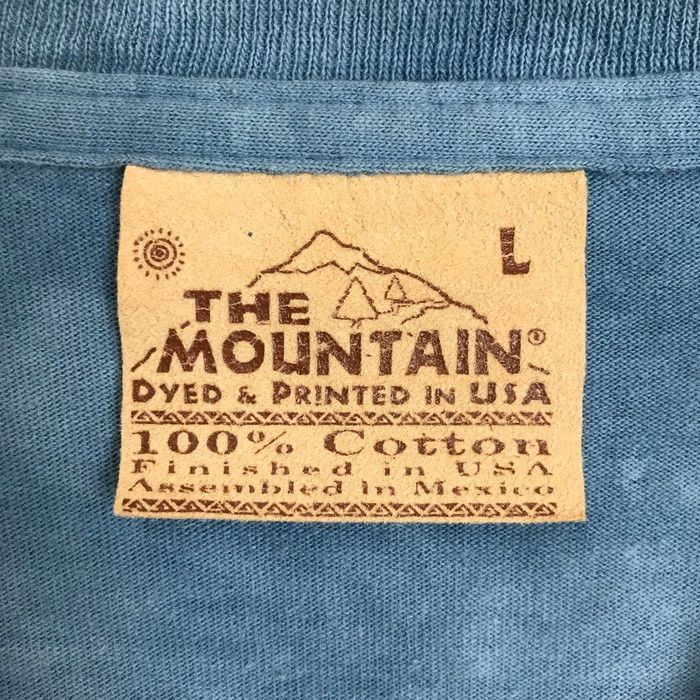 L
THE
MOUNTAIN®
DYED & PRINTED IN USA
100% Cotton
Finished in USA
Assembled In Mexico